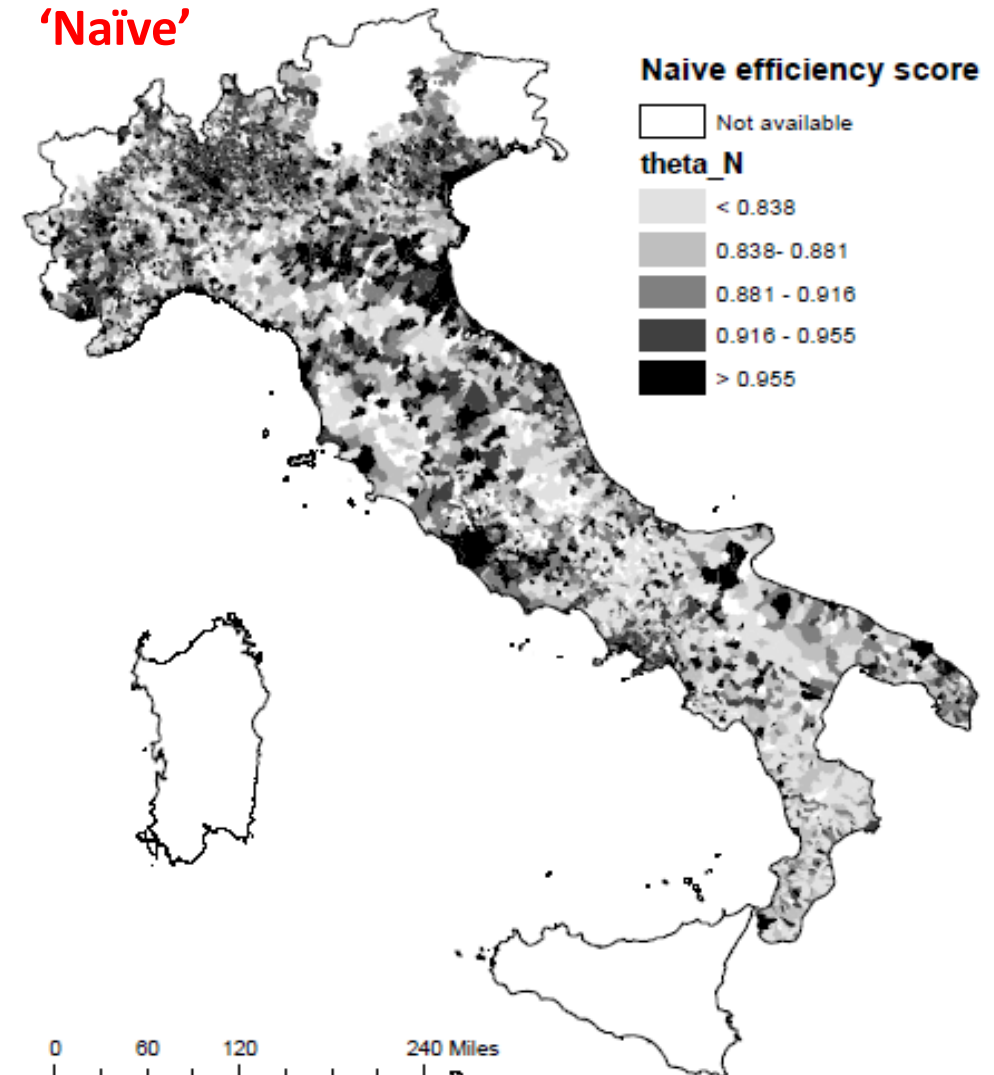 ‘Naïve’
Naive efficiency score
Not available
theta_N
< 0.838
0.838- 0.881
0.881 - 0.916
0.916 - 0.955
> 0.955
0 60 120 240 Miles